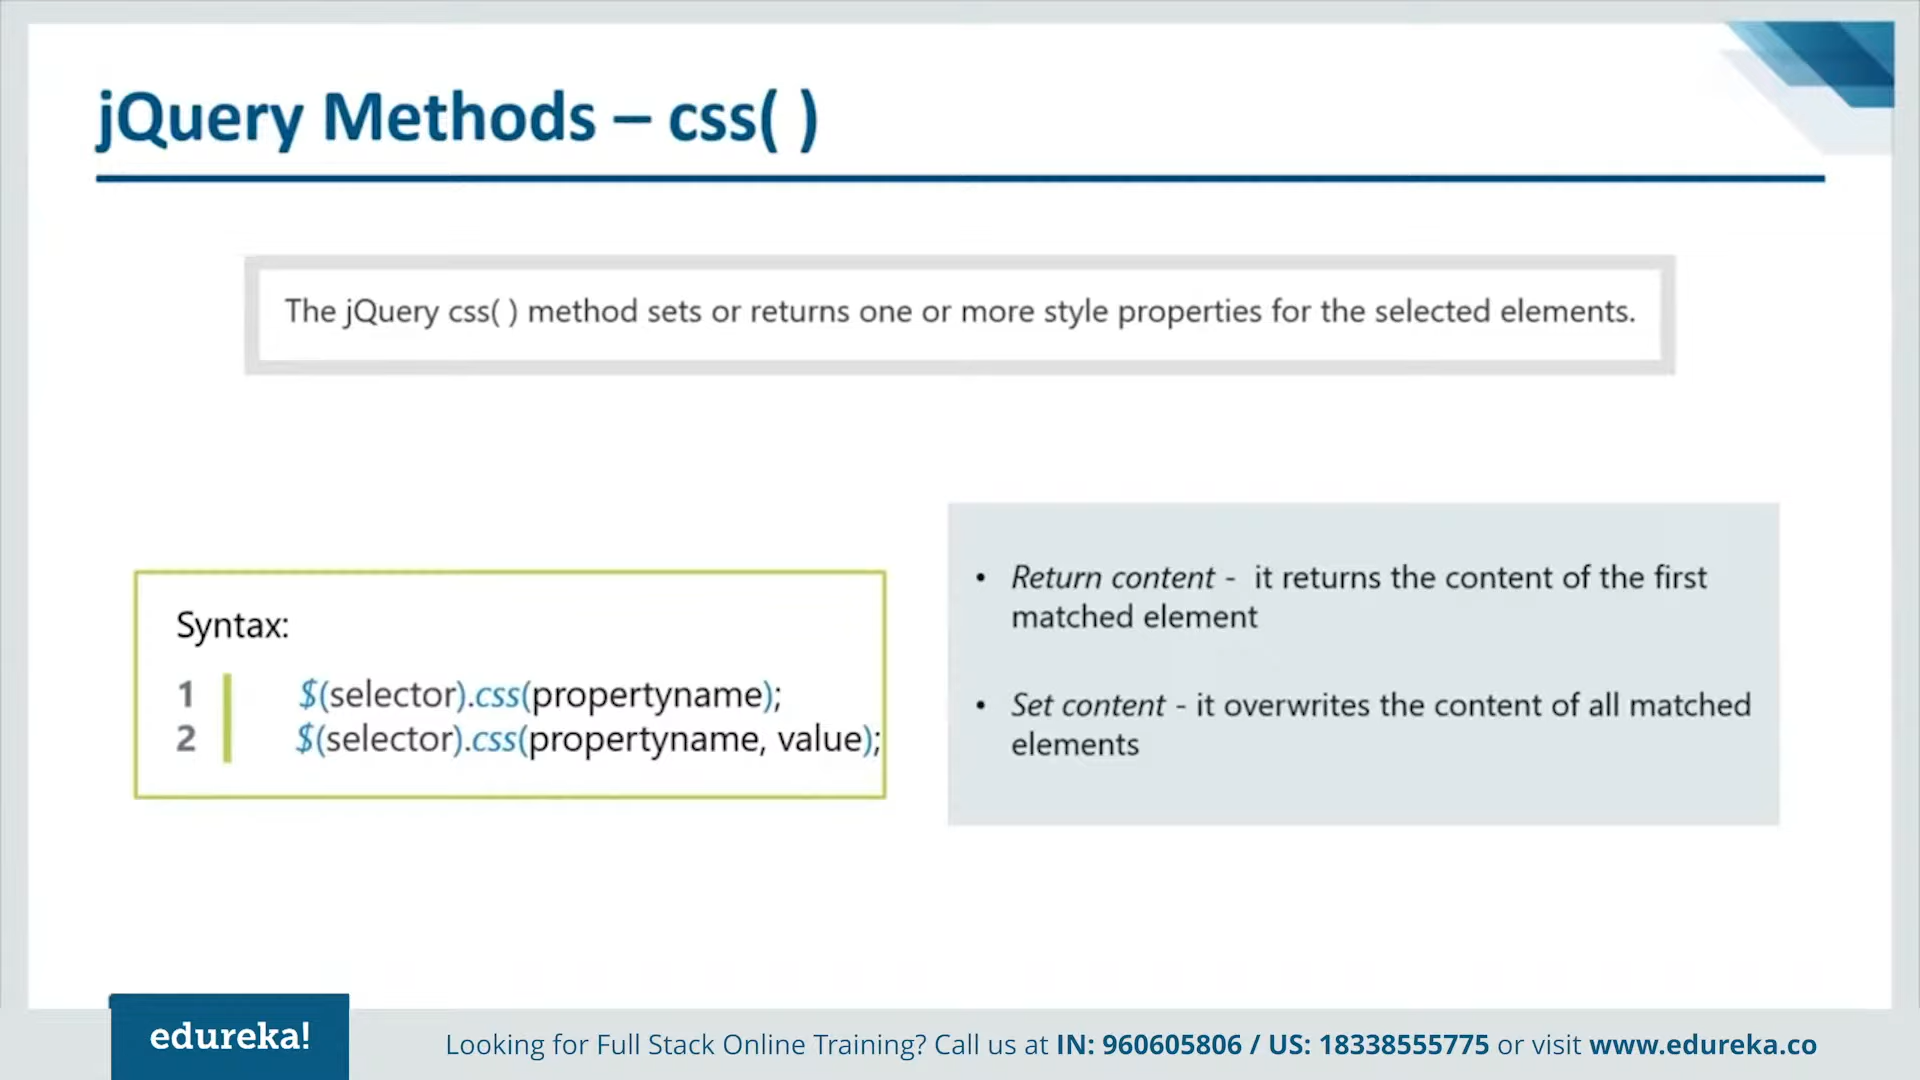 jQuery Methods – css( )
The jQuery css( ) method sets or returns one or more style properties for the selected elements.
Syntax:
1 $(selector).css(propertyname);
2 $(selector).css(propertyname, value);
• Return content - it returns the content of the first
matched element
• Set content - it overwrites the content of all matched
elements
edureka!
Looking for Full Stack Online Training? Call us at IN: 960605806 / US: 18338555775 or visit www.edureka.co